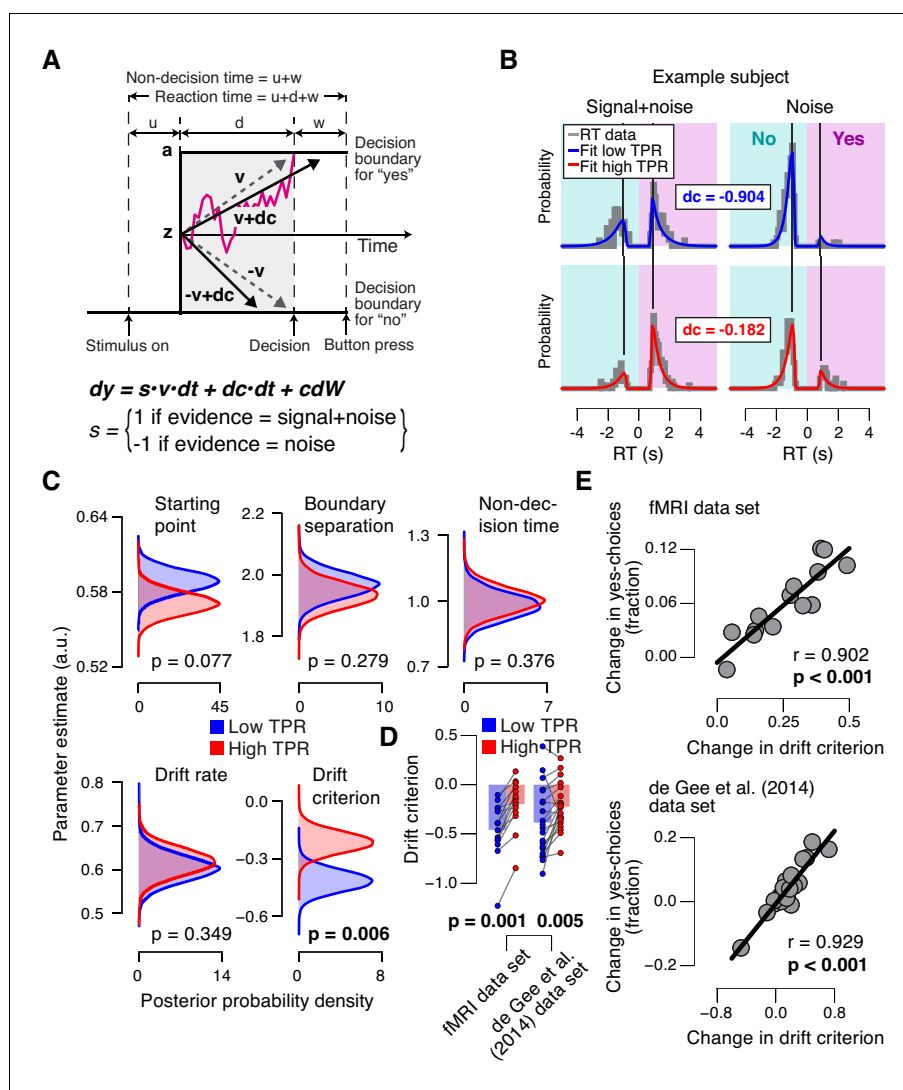 A
Non-decision time = u+w
Reaction time = u+d+w
u
d
w
a
Decision
boundary
for “yes”
v
v+dc
z
Time
-v
-v+dc
Decision
boundary
for “no”
Stimulus on
Decision
Button press
dy = s·v·dt + dc·dt + cdW
s = { 1 if evidence = signal+noise }
-1 if evidence = noise
B
Example subject
Signal+noise
Noise
RT data
Fit low TPR
Fit high TPR
No
Yes
Probability
dc = -0.904
Probability
dc = -0.182
-4 -2 0 2 4
RT (s)
-4 -2 0 2 4
RT (s)
C
Parameter estimate (a.u.)
Starting
point
0.64
0.58
0.52
p = 0.077
0 45
Boundary
separation
2.2
2.0
1.8
p = 0.279
0 10
Non-dec-
ision time
1.3
1.0
0.7
p = 0.376
0 7
Low TPR
High TPR
Drift rate
0.8
0.7
0.6
0.5
p = 0.349
0 14
Drift
criterion
0.0
−0.3
−0.6
p = 0.006
0 8
Posterior probability density
D
Low TPR
High TPR
Drift criterion
0.5
0.0
−0.5
−1.0
p = 0.001 0.005
fMRI data set
de Gee et al.
(2014) data set
E
fMRI data set
Change in yes-choices
(fraction)
0.12
0.06
0.00
r = 0.902
p < 0.001
0.0 0.25 0.5
Change in drift criterion
de Gee et al. (2014)
data set
Change in yes-choices
(fraction)
0.2
0.0
−0.2
r = 0.929
p < 0.001
−0.8 0.0 0.8
Change in drift criterion